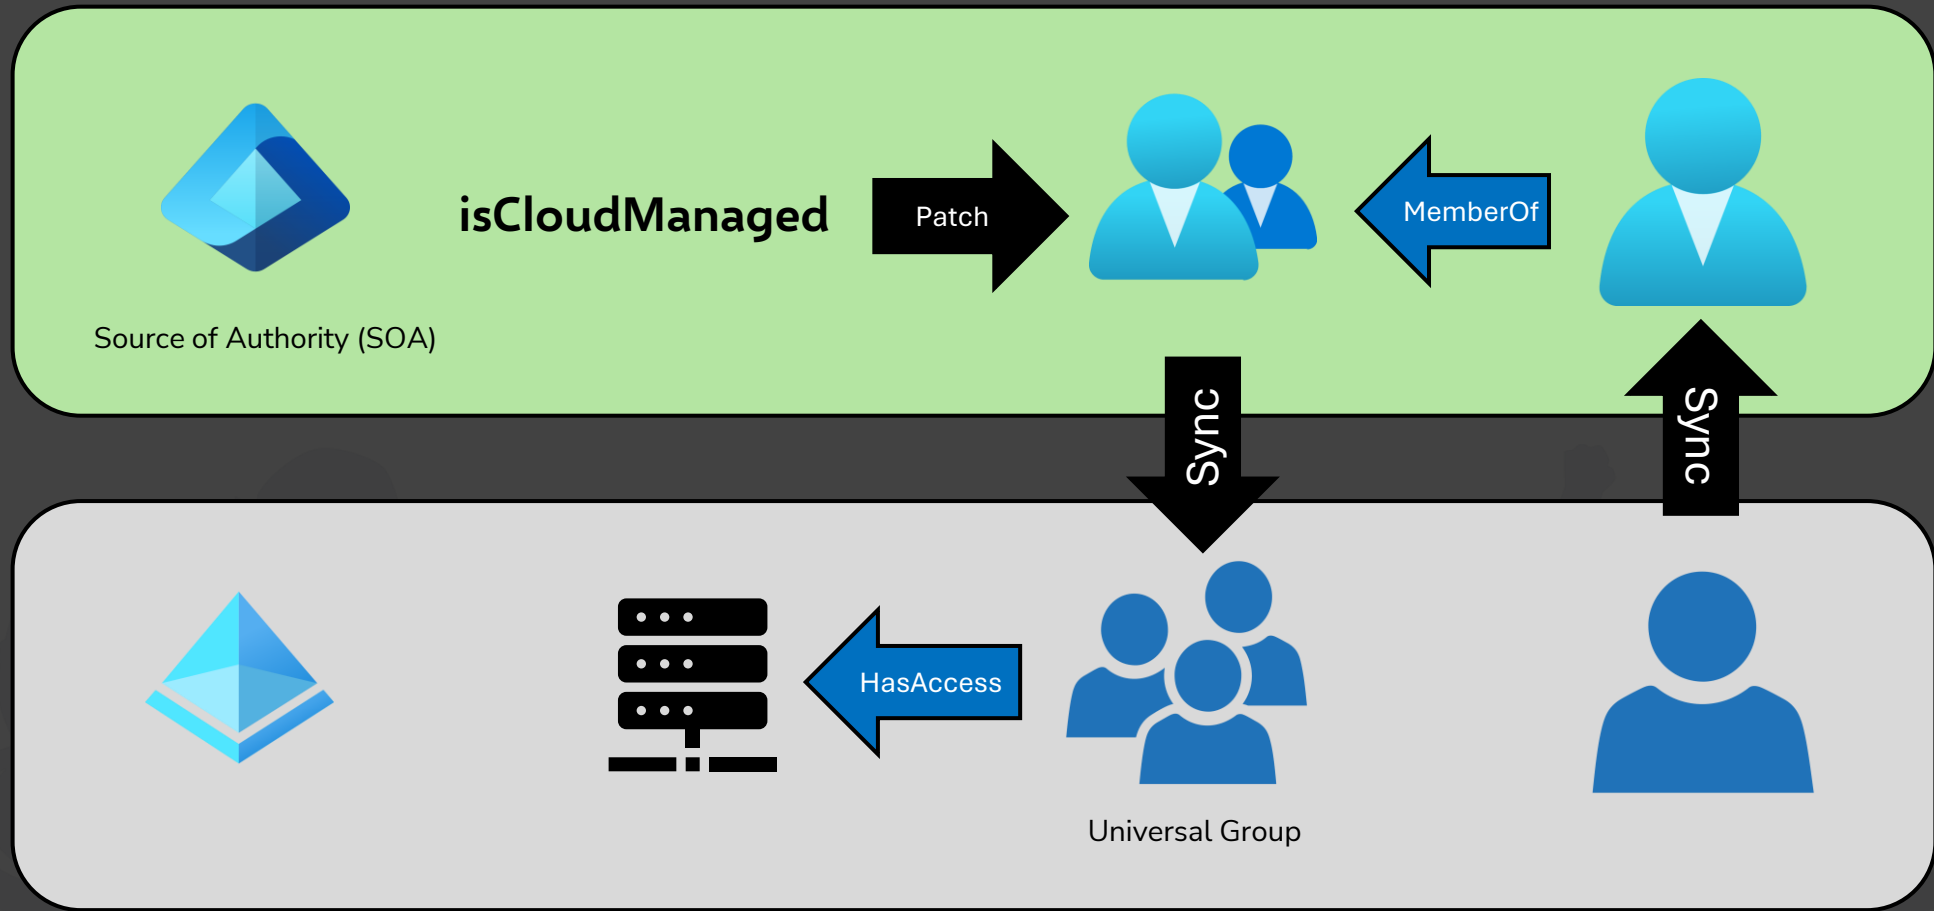 isCloudManaged
Patch
MemberOf
Source of Authority (SOA)
Sync
Sync
HasAccess
Universal Group